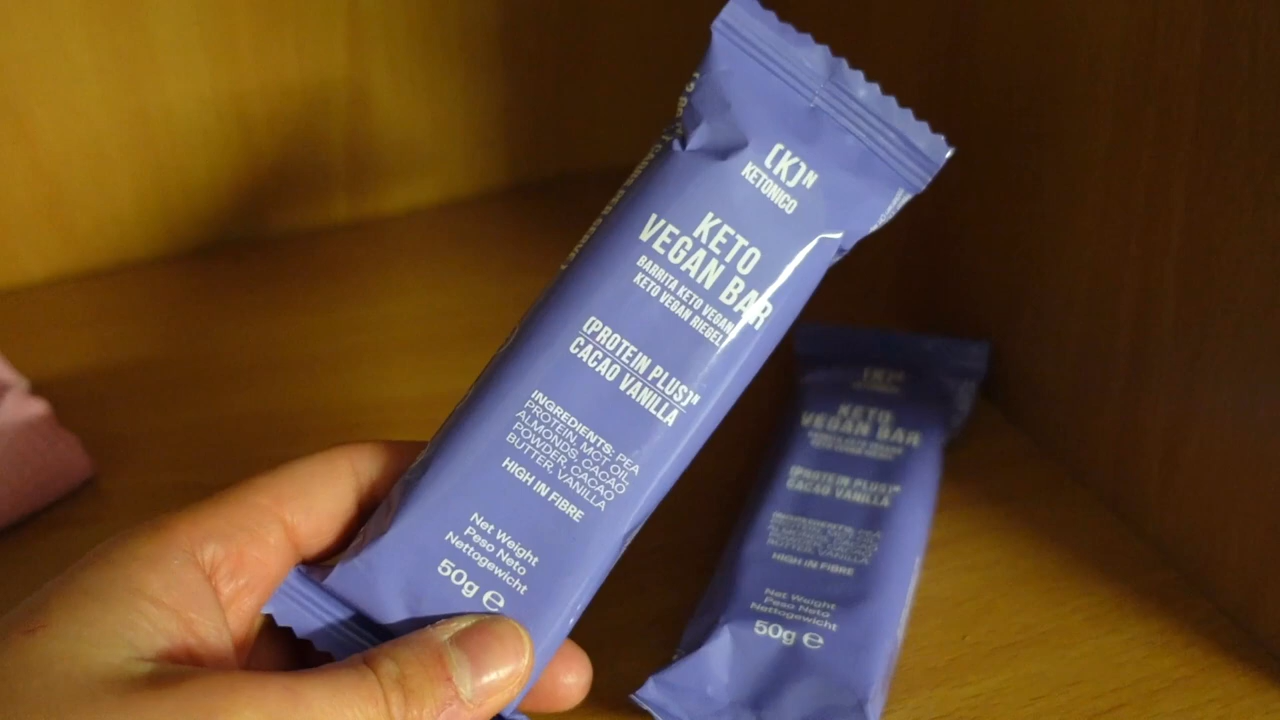 (K)ᴺ
KETONICO
KETO
VEGAN BAR
BARRITA KETO VEGAN
KETO VEGAN RIEGEL
(PROTEIN PLUS)ᴺ
CACAO VANILLA
INGREDIENTS: PEA
PROTEIN, MCT OIL,
ALMONDS, CACAO
POWDER, CACAO
BUTTER, VANILLA
HIGH IN FIBRE
Net Weight
Peso Neto
Nettogewicht
50g ℮
(K)ᴺ
KETO
VEGAN BAR
(PROTEIN PLUS)ᴺ
CACAO VANILLA
HIGH IN FIBRE
Net Weight
Peso Neto
Nettogewicht
50g ℮